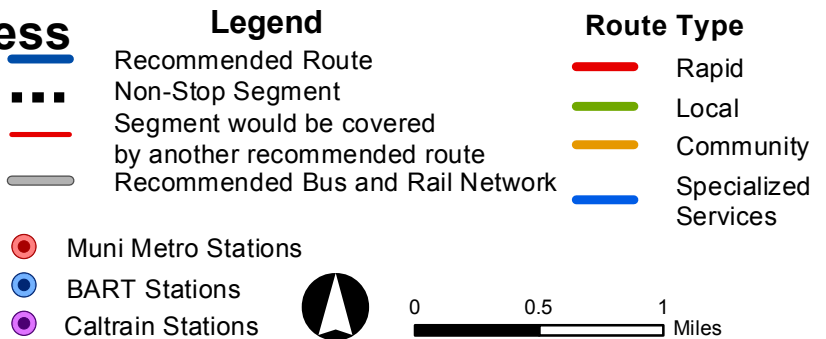 ess
Legend
Recommended Route
Non-Stop Segment
Segment would be covered
by another recommended route
Recommended Bus and Rail Network
Muni Metro Stations
BART Stations
Caltrain Stations
0 0.5 1
Miles
Route Type
Rapid
Local
Community
Specialized
Services